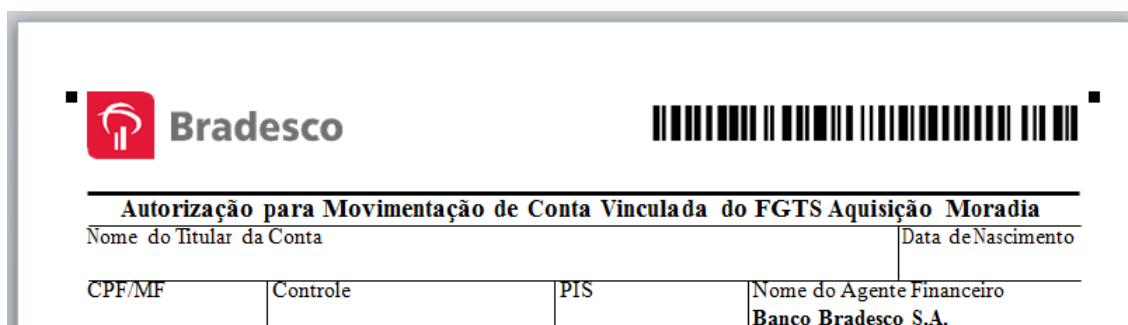 Bradesco
Autorização para Movimentação de Conta Vinculada do FGTS Aquisição Moradia
Nome do Titular da Conta Data de Nascimento
CPF/MF Controle PIS Nome do Agente Financeiro
Banco Bradesco S.A.